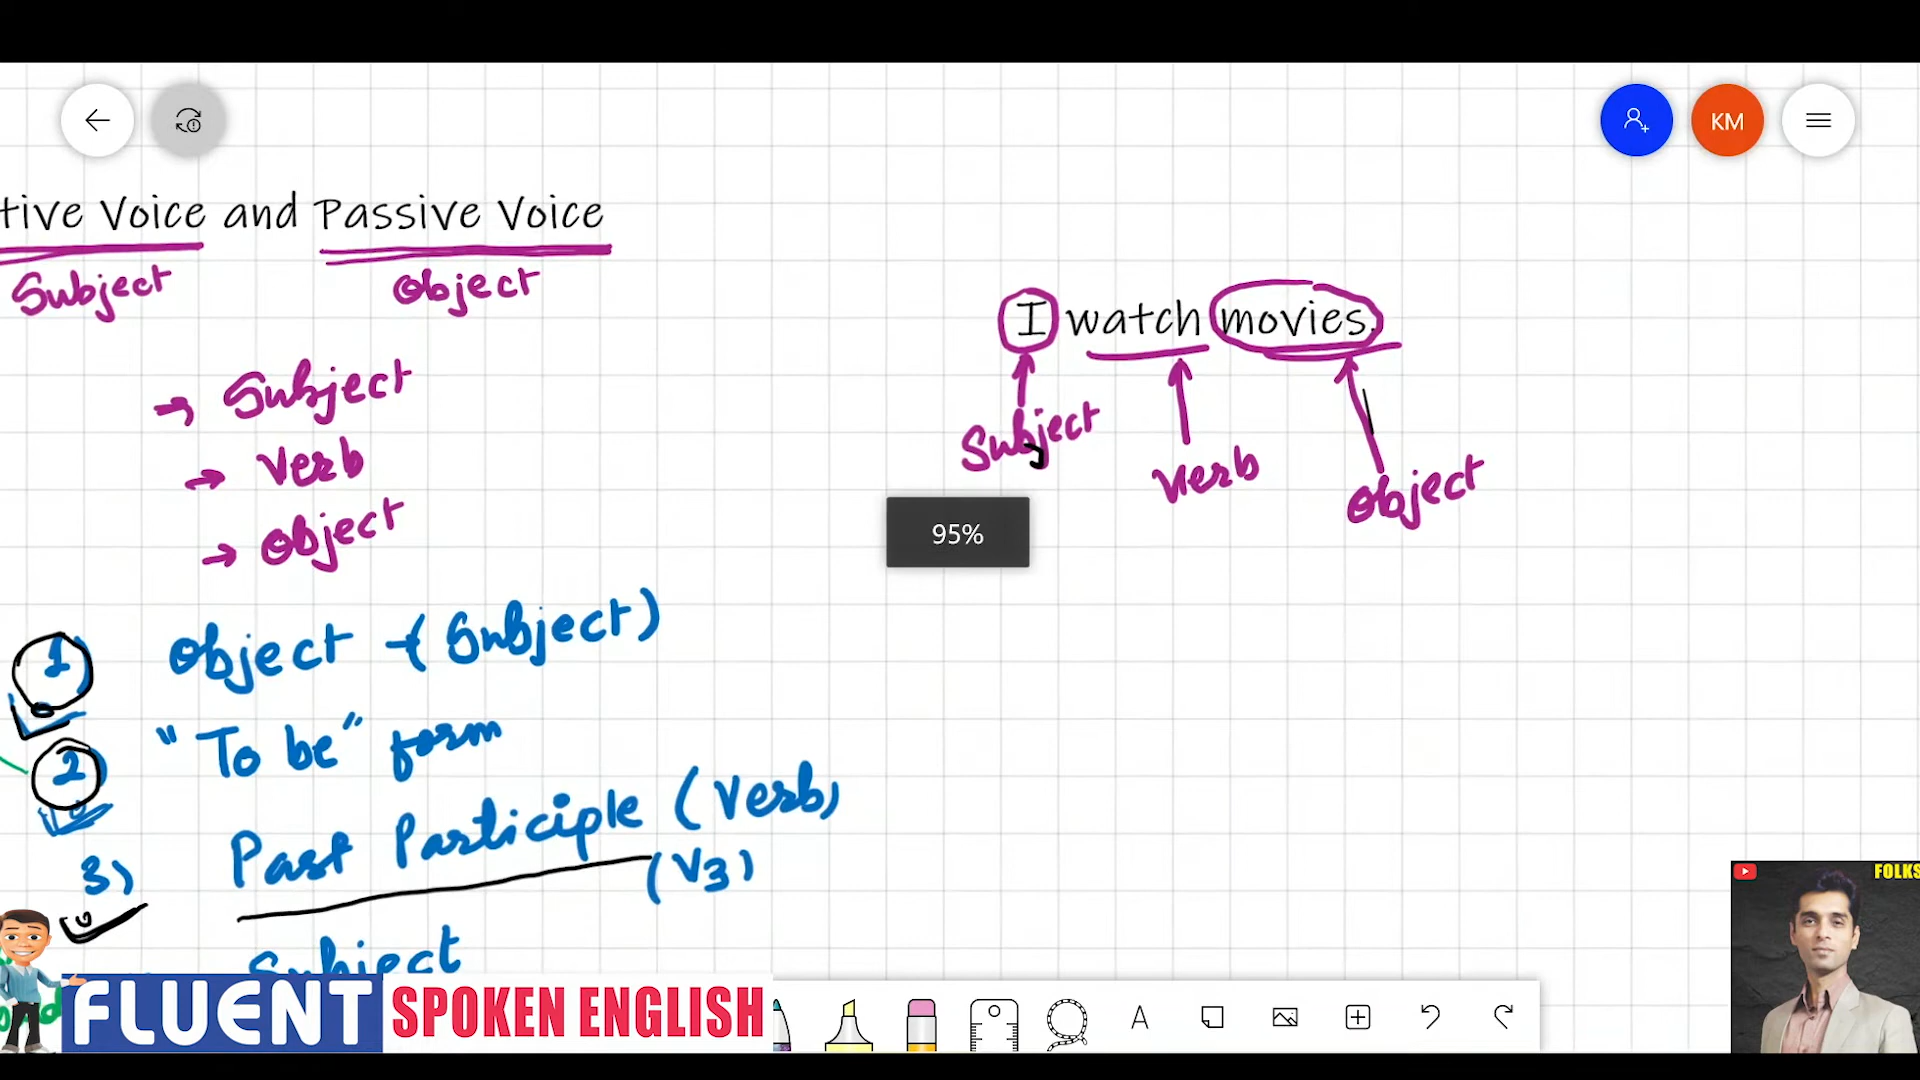 KM
tive Voice and Passive Voice
Subject
Object
I watch movies.
→ Subject
→ Verb
→ Object
Subject
Verb
Object
95%
1) Object - (Subject)
2) "To be" form
3) Past Participle (Verb)
(V3)
Subject
FLUENT SPOKEN ENGLISH
A
FOLKS